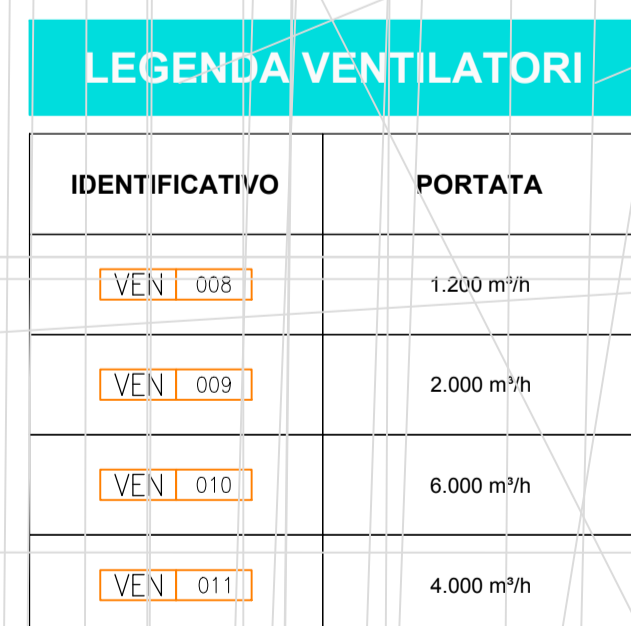 LEGENDA VENTILATORI
IDENTIFICATIVO PORTATA
VEN 008 1.200 m³/h
VEN 009 2.000 m³/h
VEN 010 6.000 m³/h
VEN 011 4.000 m³/h